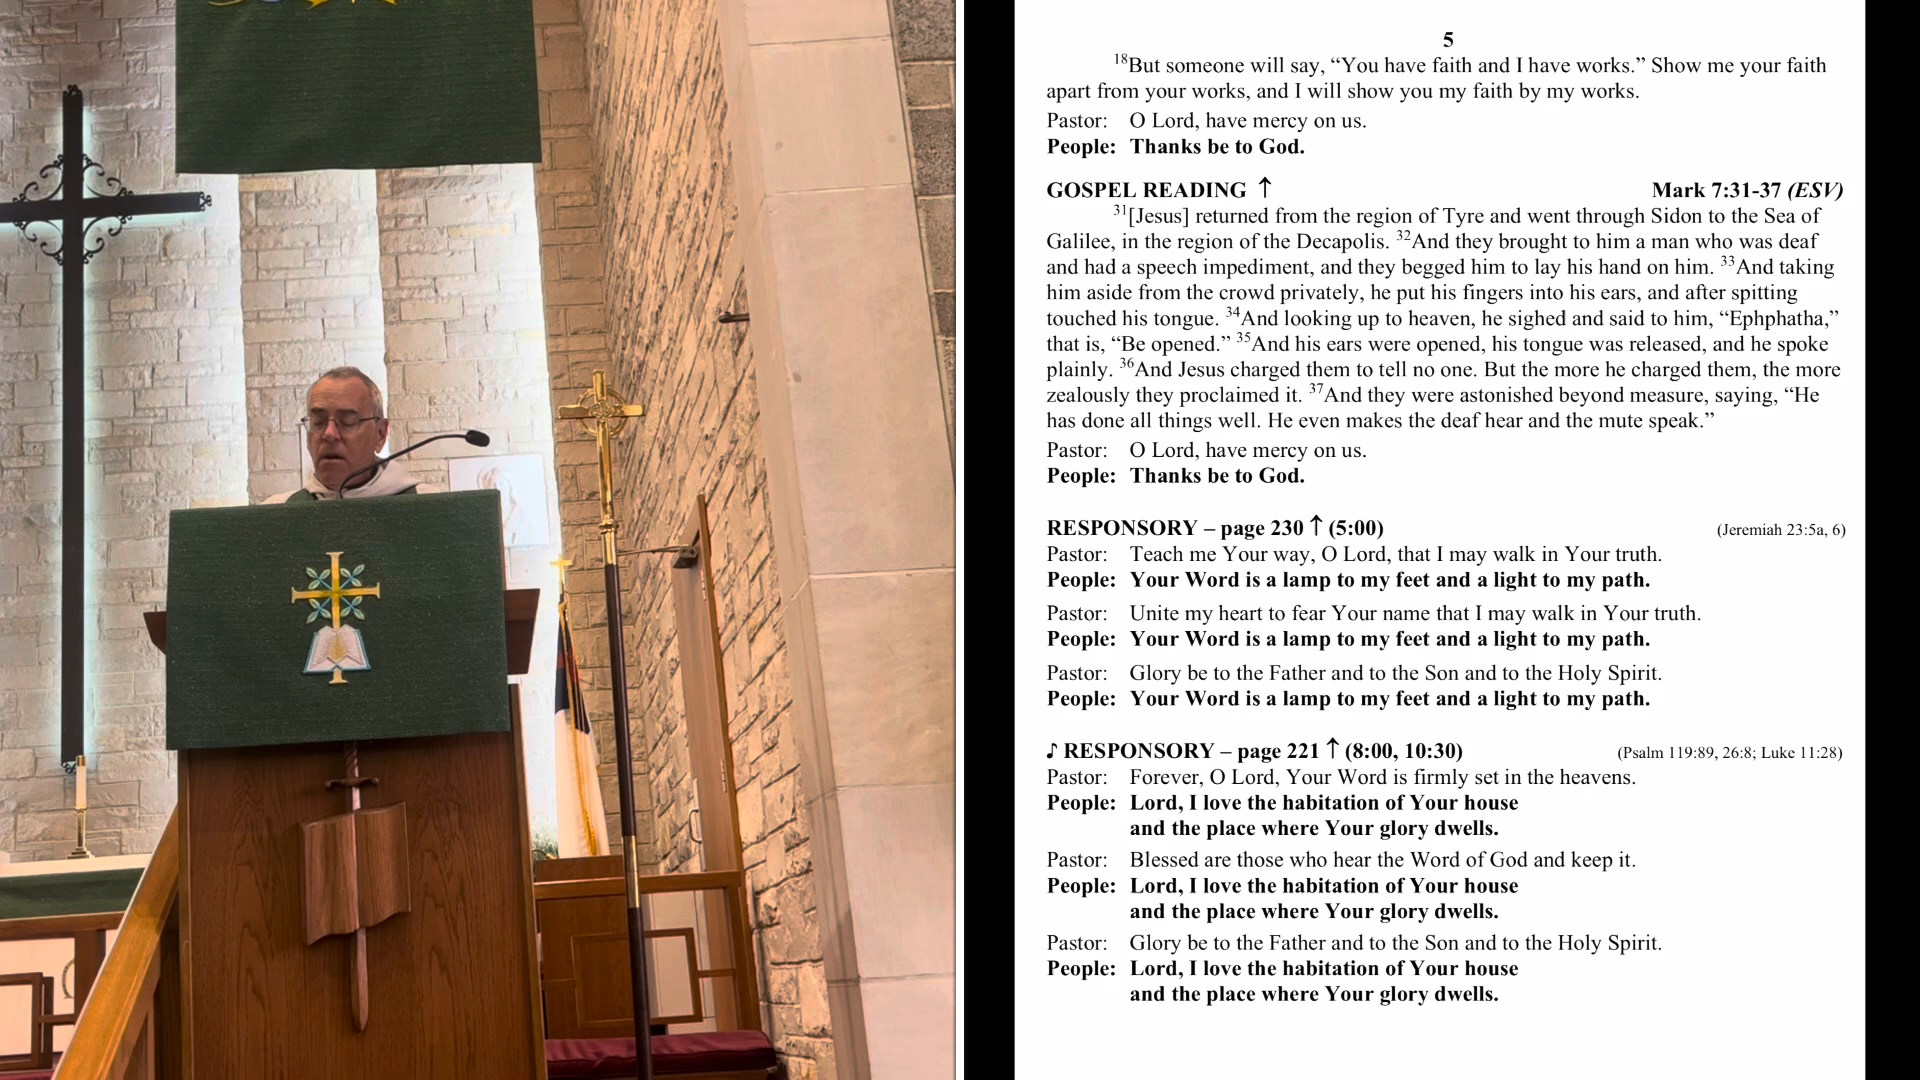 5
18But someone will say, “You have faith and I have works.” Show me your faith
apart from your works, and I will show you my faith by my works.
Pastor: O Lord, have mercy on us.
People: Thanks be to God.
GOSPEL READING ↑ Mark 7:31-37 (ESV)
31[Jesus] returned from the region of Tyre and went through Sidon to the Sea of
Galilee, in the region of the Decapolis. 32And they brought to him a man who was deaf
and had a speech impediment, and they begged him to lay his hand on him. 33And taking
him aside from the crowd privately, he put his fingers into his ears, and after spitting
touched his tongue. 34And looking up to heaven, he sighed and said to him, “Ephphatha,”
that is, “Be opened.” 35And his ears were opened, his tongue was released, and he spoke
plainly. 36And Jesus charged them to tell no one. But the more he charged them, the more
zealously they proclaimed it. 37And they were astonished beyond measure, saying, “He
has done all things well. He even makes the deaf hear and the mute speak.”
Pastor: O Lord, have mercy on us.
People: Thanks be to God.
RESPONSORY – page 230 ↑ (5:00) (Jeremiah 23:5a, 6)
Pastor: Teach me Your way, O Lord, that I may walk in Your truth.
People: Your Word is a lamp to my feet and a light to my path.
Pastor: Unite my heart to fear Your name that I may walk in Your truth.
People: Your Word is a lamp to my feet and a light to my path.
Pastor: Glory be to the Father and to the Son and to the Holy Spirit.
People: Your Word is a lamp to my feet and a light to my path.
♪ RESPONSORY – page 221 ↑ (8:00, 10:30) (Psalm 119:89, 26:8; Luke 11:28)
Pastor: Forever, O Lord, Your Word is firmly set in the heavens.
People: Lord, I love the habitation of Your house
and the place where Your glory dwells.
Pastor: Blessed are those who hear the Word of God and keep it.
People: Lord, I love the habitation of Your house
and the place where Your glory dwells.
Pastor: Glory be to the Father and to the Son and to the Holy Spirit.
People: Lord, I love the habitation of Your house
and the place where Your glory dwells.